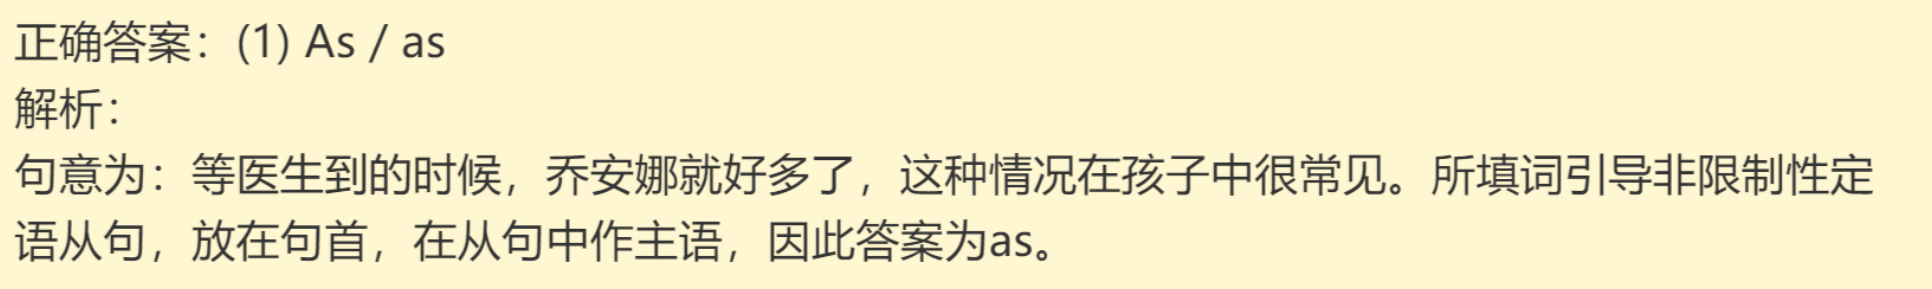 正确答案：(1) As / as
解析：
句意为：等医生到的时候，乔安娜就好多了，这种情况在孩子中很常见。所填词引导非限制性定
语从句，放在句首，在从句中作主语，因此答案为as。